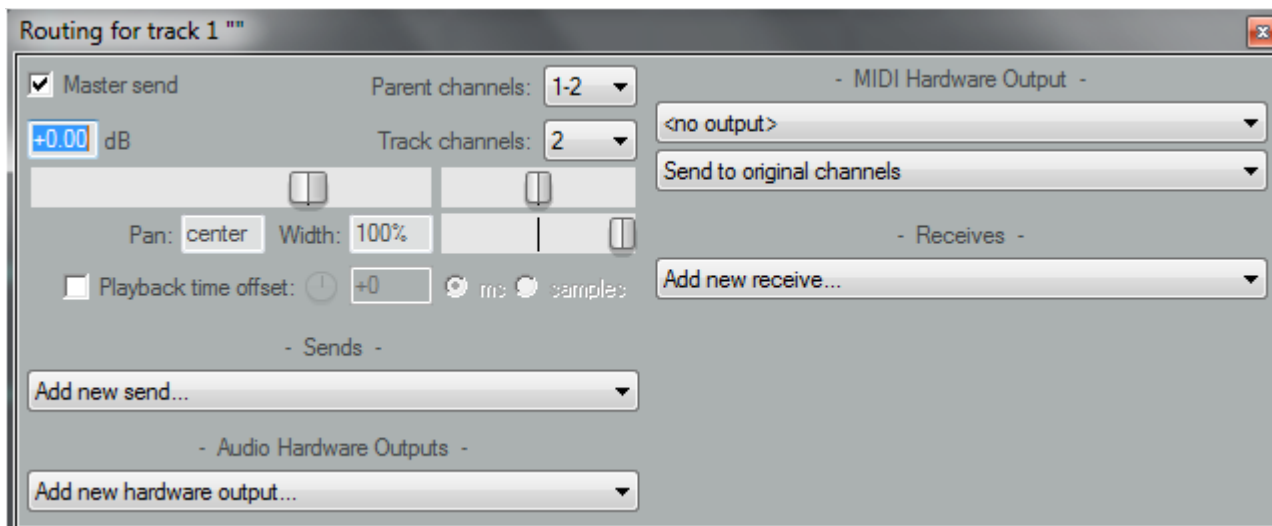 Routing for track 1 ""
Master send
Parent channels: 1-2
+0.00 dB
Track channels: 2
Pan: center Width: 100%
Playback time offset: +0 ms samples
- Sends -
Add new send...
- Audio Hardware Outputs -
Add new hardware output...
- MIDI Hardware Output -
<no output>
Send to original channels
- Receives -
Add new receive...